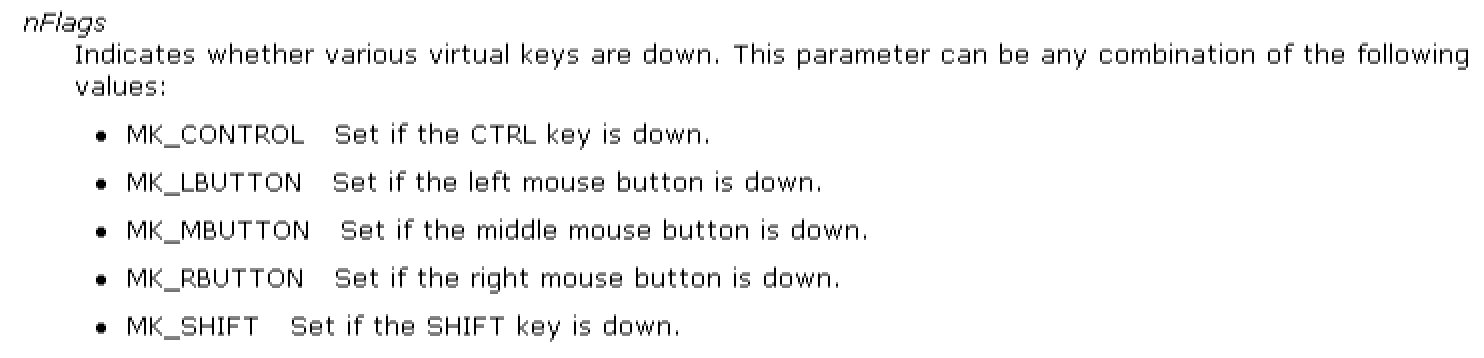 nFlags
Indicates whether various virtual keys are down. This parameter can be any combination of the following
values:
• MK_CONTROL Set if the CTRL key is down.
• MK_LBUTTON Set if the left mouse button is down.
• MK_MBUTTON Set if the middle mouse button is down.
• MK_RBUTTON Set if the right mouse button is down.
• MK_SHIFT Set if the SHIFT key is down.